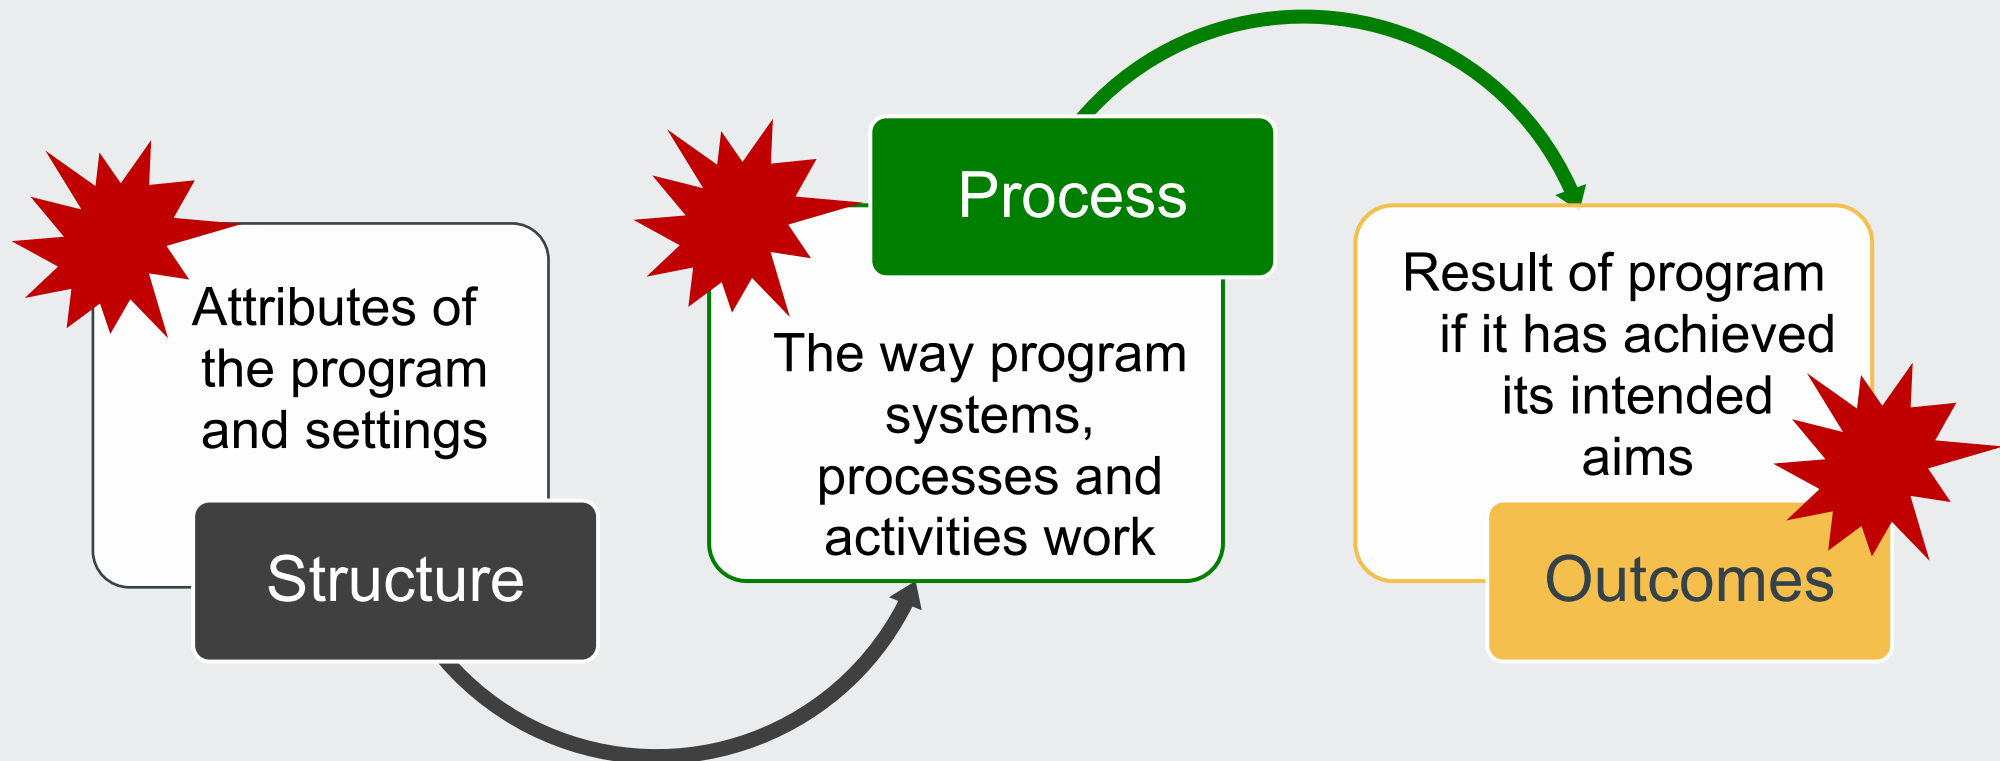 Attributes of
the program
and settings
Structure
Process
The way program
systems,
processes and
activities work
Result of program
if it has achieved
its intended
aims
Outcomes